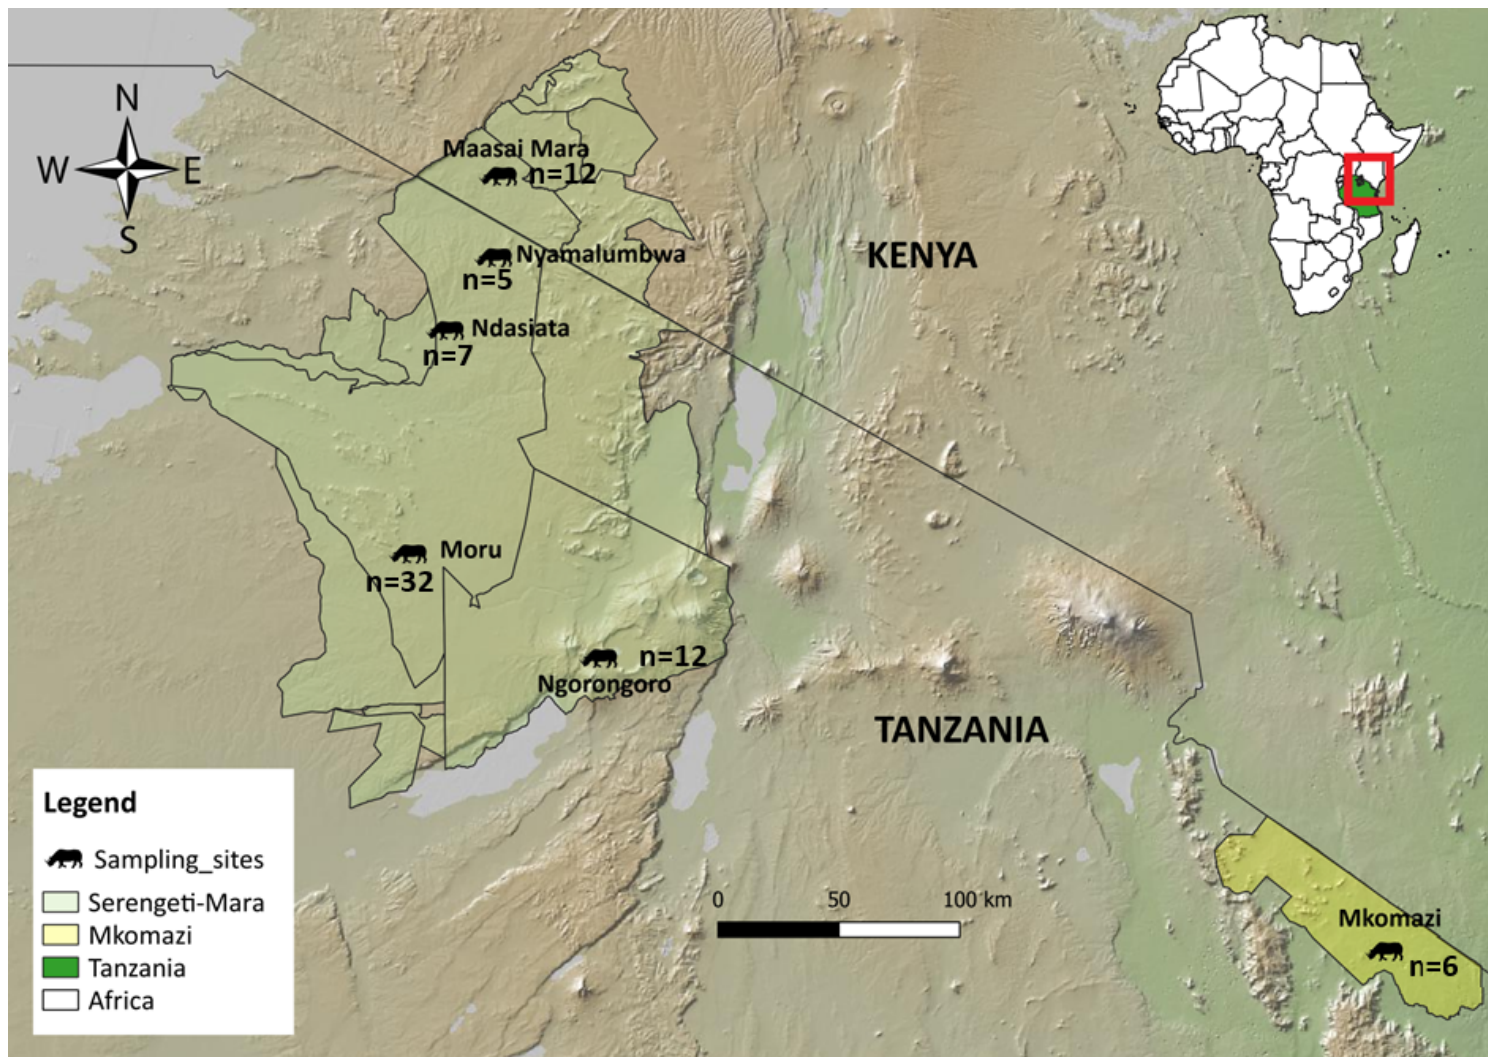 N
W E
S
Maasai Mara
n=12
Nyamalumbwa
n=5
KENYA
Ndasiata
n=7
Moru
n=32
n=12
Ngorongoro
TANZANIA
Legend
Sampling_sites
Serengeti-Mara
Mkomazi
Tanzania
Africa
0 50 100 km
Mkomazi
n=6